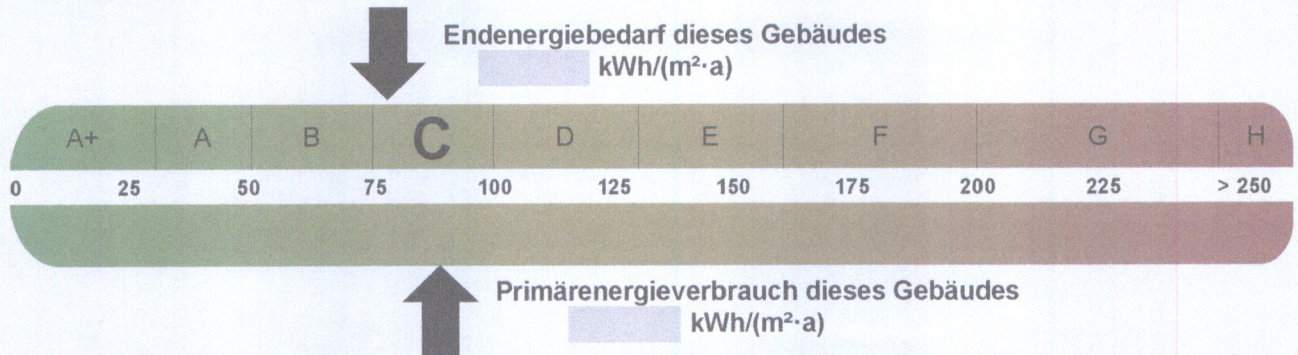 Endenergiebedarf dieses Gebäudes
kWh/(m²·a)
A+ A B C D E F G H
0 25 50 75 100 125 150 175 200 225 > 250
Primärenergieverbrauch dieses Gebäudes
kWh/(m²·a)